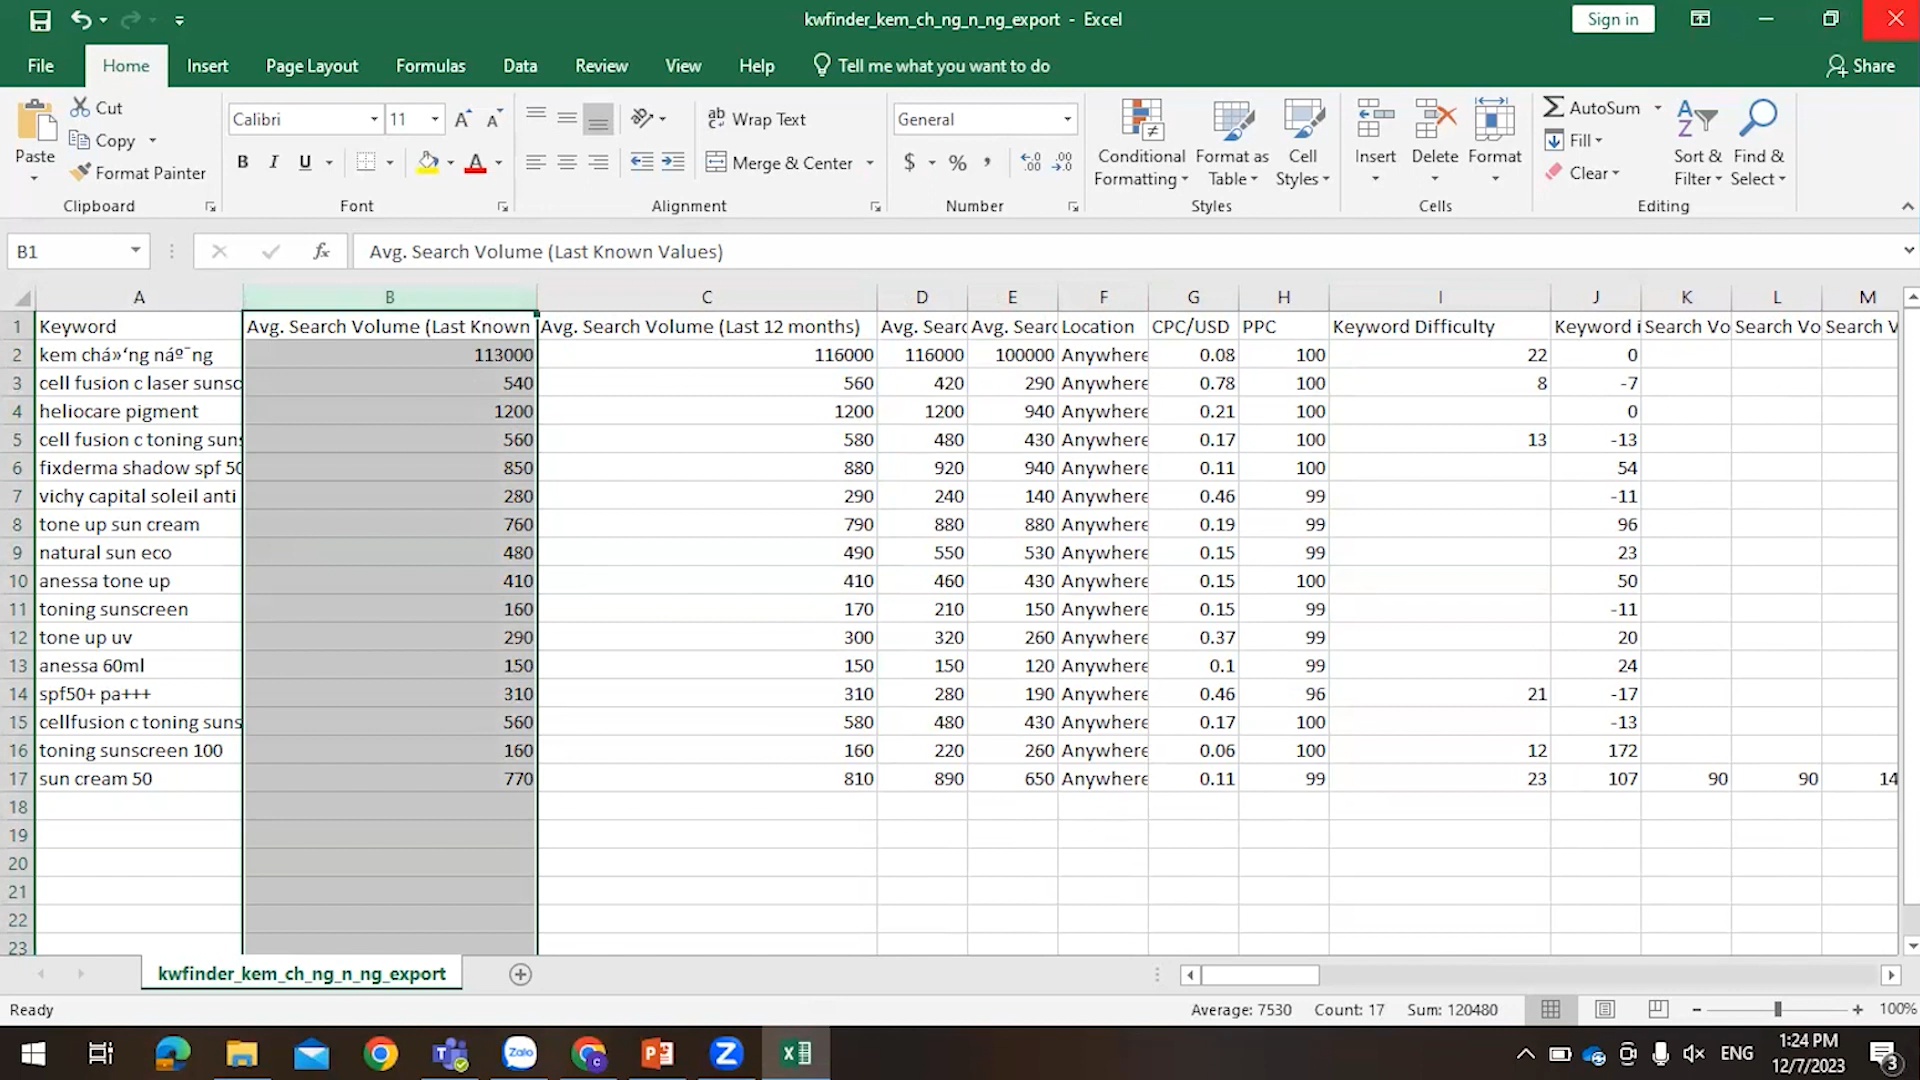 kwfinder_kem_ch_ng_n_ng_export - Excel
Sign in
File Home Insert Page Layout Formulas Data Review View Help Tell me what you want to do Share
Paste Cut Copy Format Painter Clipboard
Calibri 11 B I U Font
Wrap Text Merge & Center Alignment
General $ % Number
Conditional Formatting Format as Table Cell Styles Styles
Insert Delete Format Cells
AutoSum Fill Clear Sort & Filter Find & Select Editing
B1 fx Avg. Search Volume (Last Known Values)
A B C D E F G H I J K L M
1 Keyword Avg. Search Volume (Last Known Avg. Search Volume (Last 12 months) Avg. Searc Avg. Searc Location CPC/USD PPC Keyword Difficulty Keyword i Search Vo Search Vo Search V
2 kem chá»‘ng náº¯ng 113000 116000 116000 100000 Anywhere 0.08 100 22 0
3 cell fusion c laser sunsc 540 560 420 290 Anywhere 0.78 100 8 -7
4 heliocare pigment 1200 1200 1200 940 Anywhere 0.21 100 0
5 cell fusion c toning suns 560 580 480 430 Anywhere 0.17 100 13 -13
6 fixderma shadow spf 50 850 880 920 940 Anywhere 0.11 100 54
7 vichy capital soleil anti 280 290 240 140 Anywhere 0.46 99 -11
8 tone up sun cream 760 790 880 880 Anywhere 0.19 99 96
9 natural sun eco 480 490 550 530 Anywhere 0.15 99 23
10 anessa tone up 410 410 460 430 Anywhere 0.15 100 50
11 toning sunscreen 160 170 210 150 Anywhere 0.15 99 -11
12 tone up uv 290 300 320 260 Anywhere 0.37 99 20
13 anessa 60ml 150 150 150 120 Anywhere 0.1 99 24
14 spf50+ pa+++ 310 310 280 190 Anywhere 0.46 96 21 -17
15 cellfusion c toning suns 560 580 480 430 Anywhere 0.17 100 -13
16 toning sunscreen 100 160 160 220 260 Anywhere 0.06 100 12 172
17 sun cream 50 770 810 890 650 Anywhere 0.11 99 23 107 90 90 14
18
19
20
21
22
23
kwfinder_kem_ch_ng_n_ng_export
Ready Average: 7530 Count: 17 Sum: 120480 100%
Zalo ENG 1:24 PM
12/7/2023 3